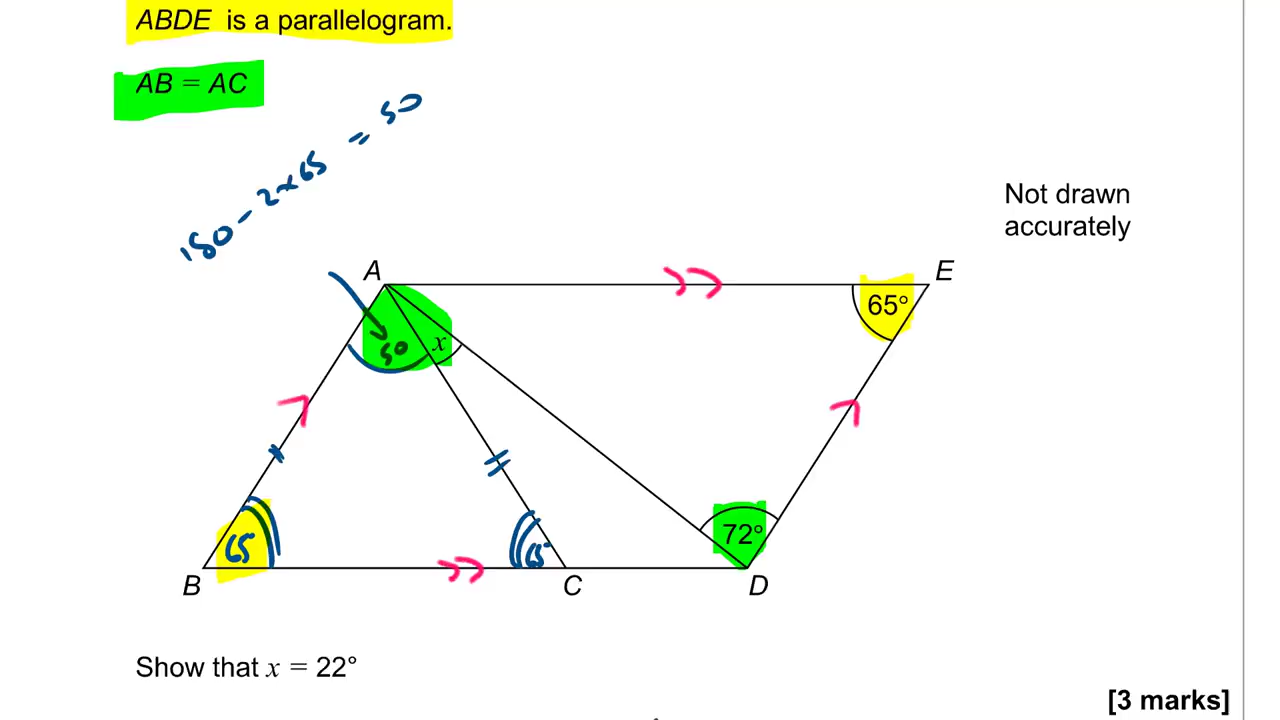 ABDE is a parallelogram.
AB = AC
180 - 2 x 65 = 50
Not drawn
accurately
A
E
65°
50
x
72°
65°
65°
B
C
D
Show that x = 22°
[3 marks]